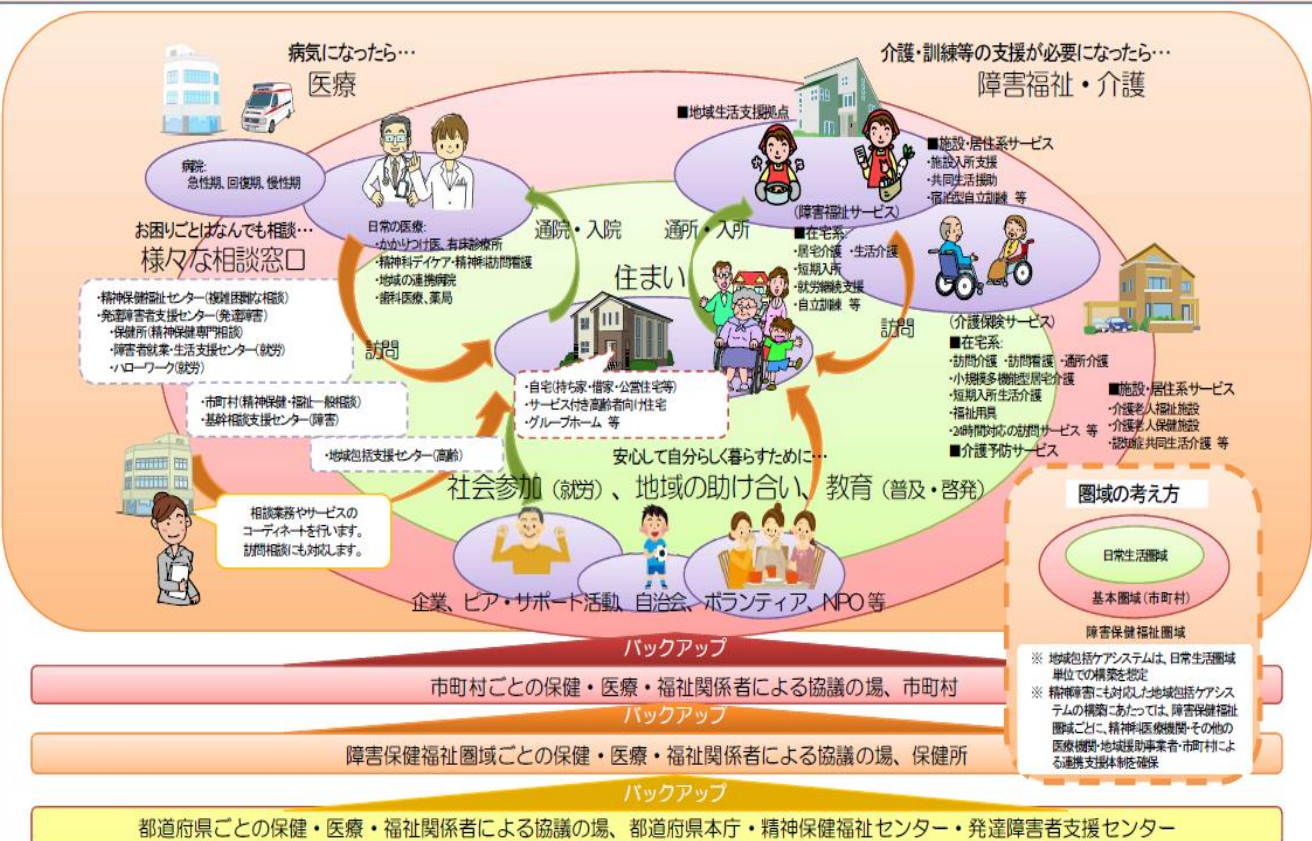 病気になったら…
医療
病院:
急性期、回復期、慢性期
日常の医療:
・かかりつけ医、有床診療所
・精神科デイケア・精神科訪問看護
・地域の連携病院
・歯科医療、薬局
お困りごとはなんでも相談…
様々な相談窓口
・精神保健福祉センター(複雑困難な相談)
・発達障害者支援センター(発達障害)
・保健所(精神保健専門相談)
・障害者就業・生活支援センター(就労)
・ハローワーク(就労)
・市町村(精神保健・福祉一般相談)
・基幹相談支援センター(障害)
・地域包括支援センター(高齢)
相談業務やサービスの
コーディネートを行います。
訪問相談にも対応します。
通院・入院
訪問
通所・入所
訪問
住まい
・自宅(持ち家・借家・公営住宅等)
・サービス付き高齢者向け住宅
・グループホーム 等
介護・訓練等の支援が必要になったら…
障害福祉・介護
■地域生活支援拠点
■施設・居住系サービス
・施設入所支援
・共同生活援助
・宿泊型自立訓練 等
(障害福祉サービス)
■在宅系:
・居宅介護 ・生活介護
・短期入所
・就労継続支援
・自立訓練 等
(介護保険サービス)
■在宅系:
・訪問介護 ・訪問看護 ・通所介護
・小規模多機能型居宅介護
・短期入所生活介護
・福祉用具
・24時間対応の訪問サービス 等
■介護予防サービス
■施設・居住系サービス
・介護老人福祉施設
・介護老人保健施設
・認知症共同生活介護 等
安心して自分らしく暮らすために…
社会参加(就労)、地域の助け合い、教育(普及・啓発)
企業、ピア・サポート活動、自治会、ボランティア、NPO等
圏域の考え方
日常生活圏域
基本圏域(市町村)
障害保健福祉圏域
※ 地域包括ケアシステムは、日常生活圏域
単位での構築を想定
※ 精神障害にも対応した地域包括ケアシス
テムの構築にあたっては、障害保健福祉
圏域ごとに、精神科医療機関・その他の
医療機関・地域援助事業者・市町村によ
る連携支援体制を確保
バックアップ
市町村ごとの保健・医療・福祉関係者による協議の場、市町村
バックアップ
障害保健福祉圏域ごとの保健・医療・福祉関係者による協議の場、保健所
バックアップ
都道府県ごとの保健・医療・福祉関係者による協議の場、都道府県本庁・精神保健福祉センター・発達障害者支援センター